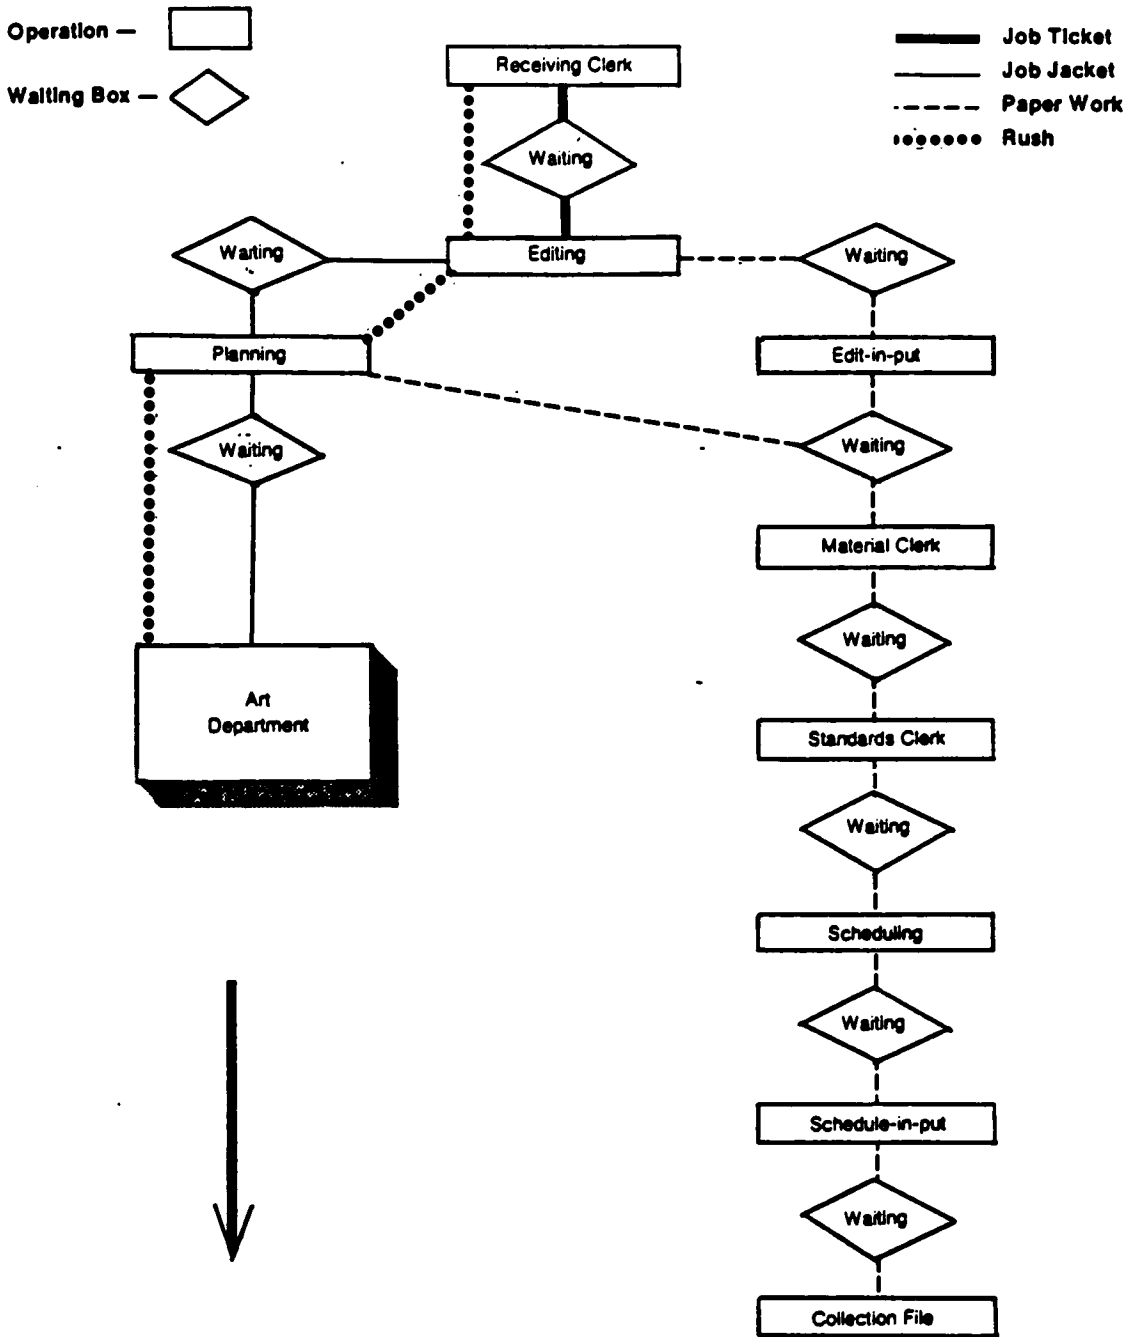 Operation —
Waiting Box —
Job Ticket
Job Jacket
Paper Work
Rush
Receiving Clerk
Waiting
Editing
Waiting
Waiting
Planning
Edit-in-put
Waiting
Waiting
Material Clerk
Waiting
Art
Department
Standards Clerk
Waiting
Scheduling
Waiting
Schedule-in-put
Waiting
Collection File